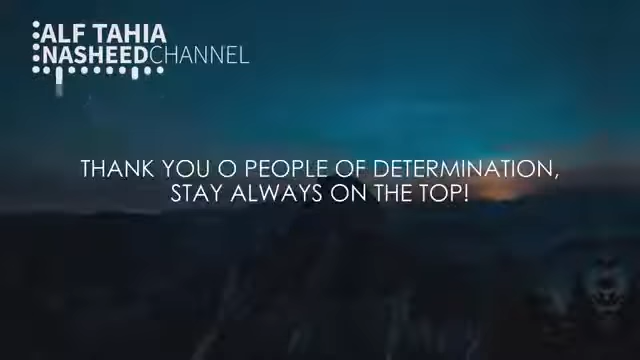 ALF TAHIA
NASHEEDCHANNEL
THANK YOU O PEOPLE OF DETERMINATION,
STAY ALWAYS ON THE TOP!